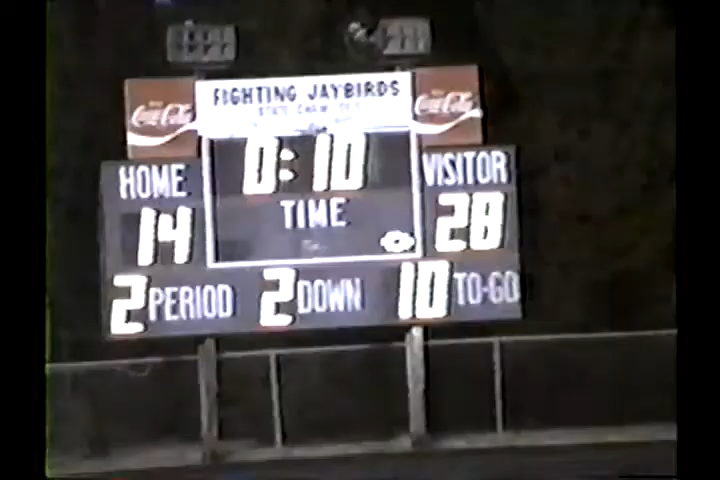 FIGHTING JAYBIRDS
Coca-Cola
Coca-Cola
0:10
HOME
TIME
VISITOR
14
28
2 PERIOD 2 DOWN 10 TO-GO